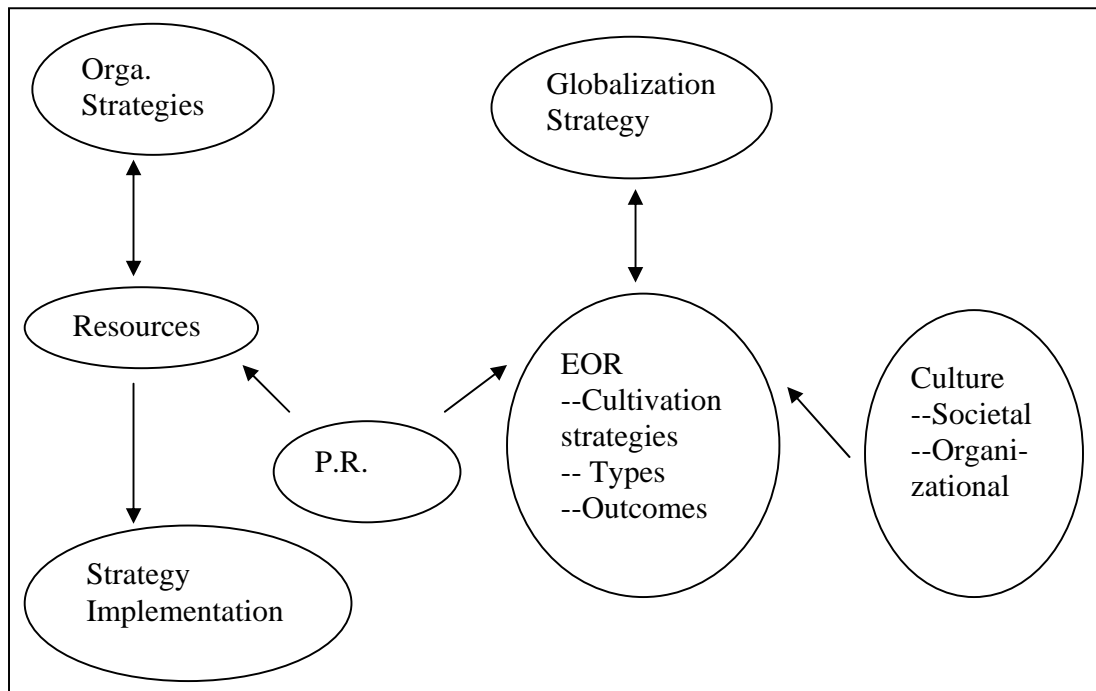 Orga.
Strategies
Globalization
Strategy
Resources
P.R.
EOR
--Cultivation
strategies
-- Types
--Outcomes
Culture
--Societal
--Organi-
zational
Strategy
Implementation